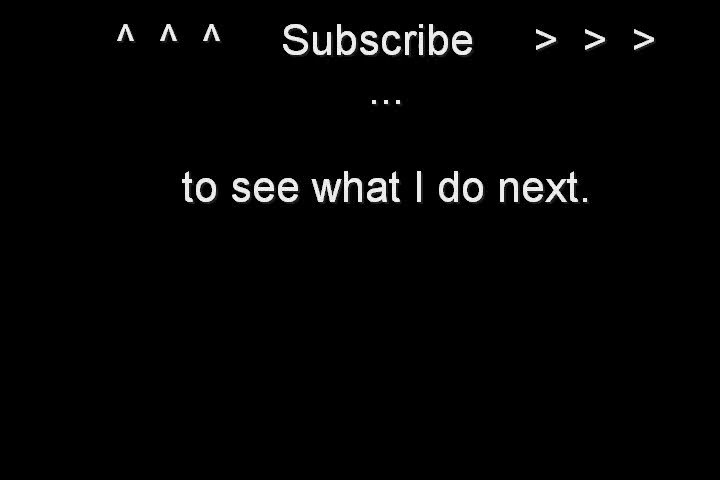 ^ ^ ^ Subscribe > > >
...
to see what I do next.